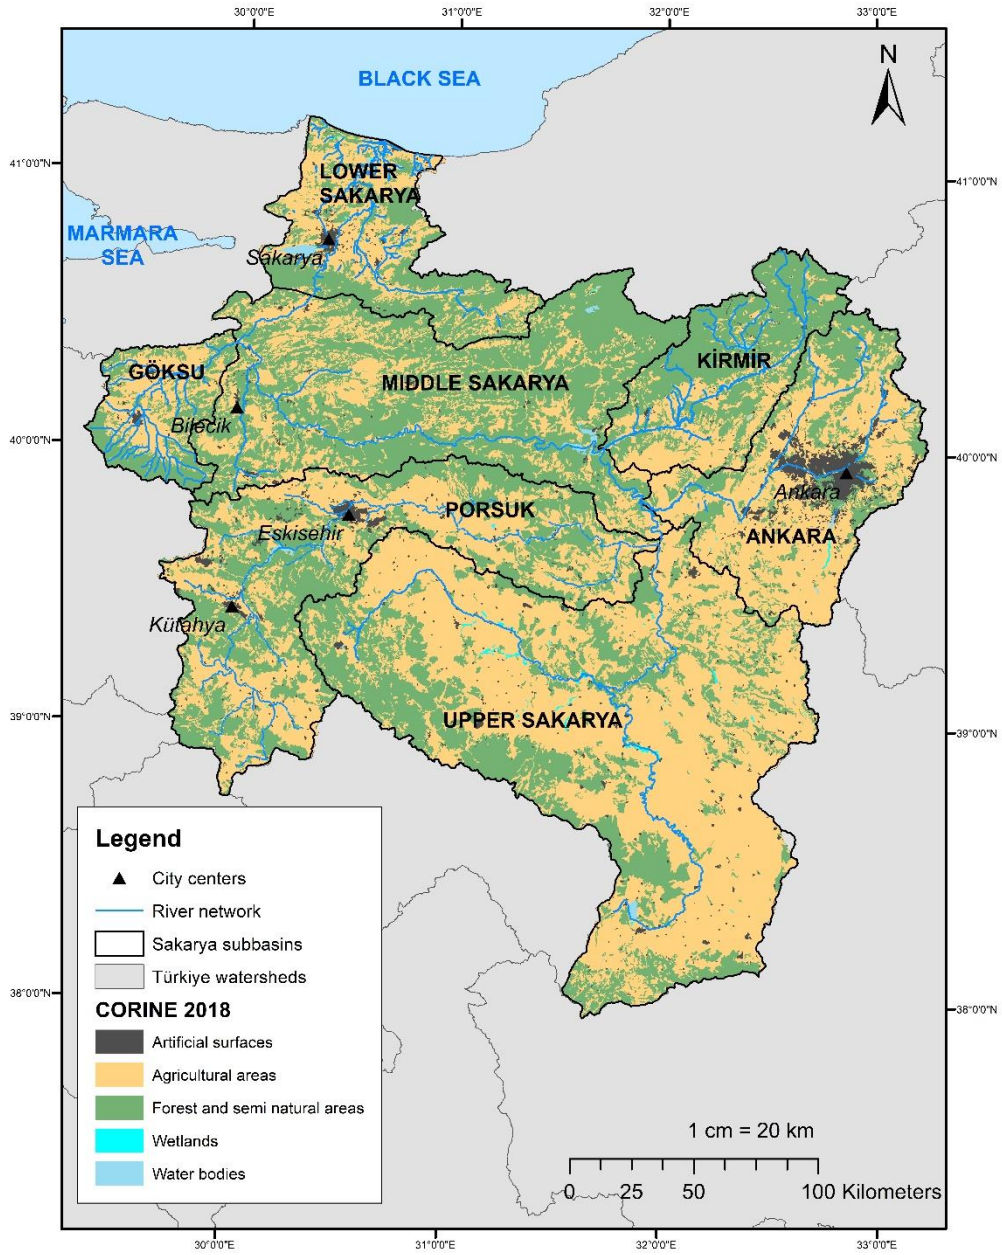 30°0'0"E
31°0'0"E
32°0'0"E
33°0'0"E
N
BLACK SEA
41°0'0"N
41°0'0"N
LOWER
SAKARYA
MARMARA
SEA
Sakarya
GÖKSU
MIDDLE SAKARYA
KİRMİR
Bilecik
40°0'0"N
40°0'0"N
Ankara
PORSUK
Eskisehir
ANKARA
Kütahya
39°0'0"N
39°0'0"N
UPPER SAKARYA
Legend
City centers
River network
Sakarya subbasins
Türkiye watersheds
CORINE 2018
Artificial surfaces
Agricultural areas
Forest and semi natural areas
Wetlands
Water bodies
38°0'0"N
38°0'0"N
1 cm = 20 km
0 25 50 100 Kilometers
30°0'0"E
31°0'0"E
32°0'0"E
33°0'0"E